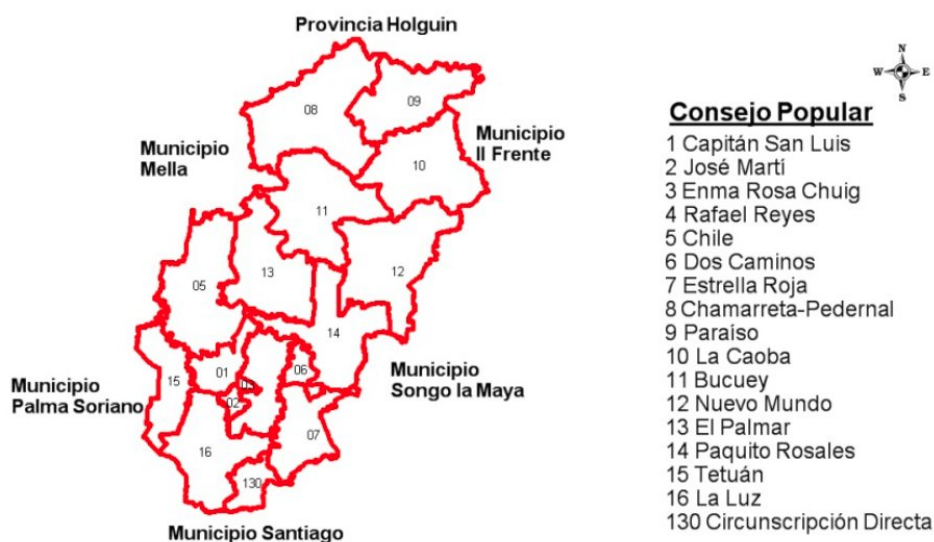 Provincia Holguin
N
W E
S
08
09
Consejo Popular
Municipio
Mella
Municipio
II Frente
10
11
1 Capitán San Luis
2 José Martí
3 Enma Rosa Chuig
4 Rafael Reyes
5 Chile
6 Dos Caminos
7 Estrella Roja
8 Chamarreta-Pedernal
9 Paraíso
10 La Caoba
11 Bucuey
12 Nuevo Mundo
13 El Palmar
14 Paquito Rosales
15 Tetuán
16 La Luz
130 Circunscripción Directa
13
12
05
14
Municipio
Palma Soriano
15
01
06
02
Municipio
Songo la Maya
07
16
130
Municipio Santiago